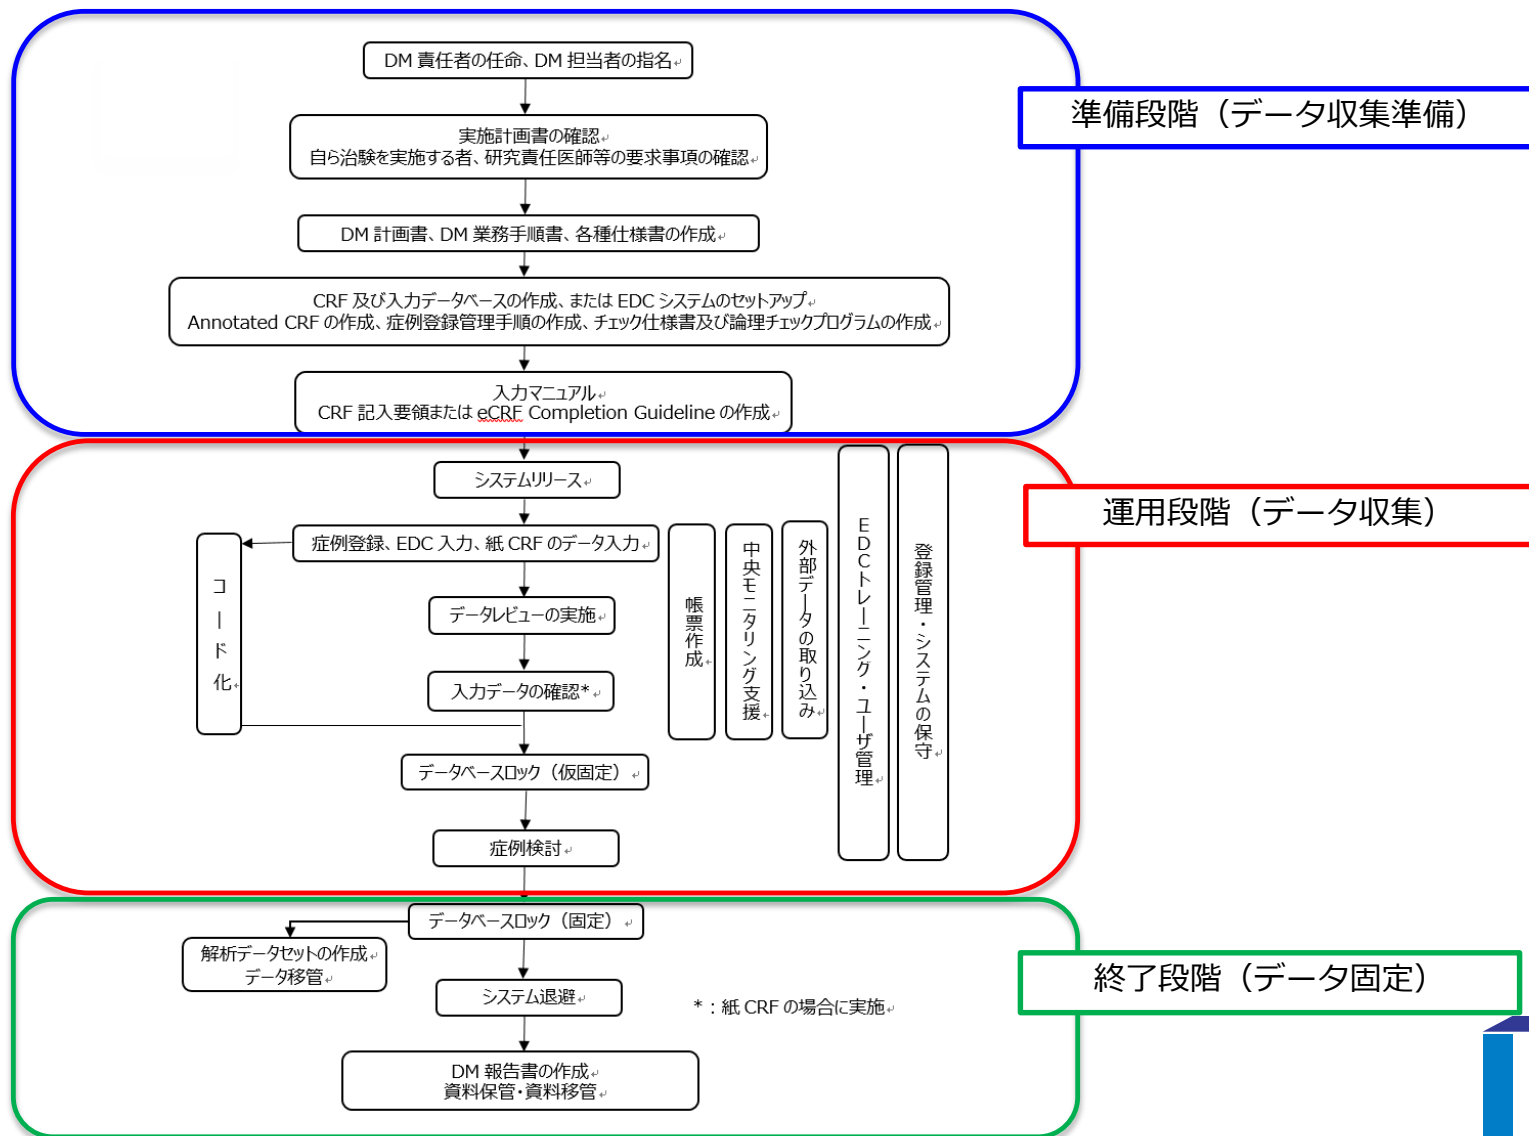 DM 責任者の任命、DM 担当者の指名
準備段階（データ収集準備）
実施計画書の確認
自ら治験を実施する者、研究責任医師等の要求事項の確認
DM 計画書、DM 業務手順書、各種仕様書の作成
CRF 及び入力データベースの作成、または EDC システムのセットアップ
Annotated CRF の作成、症例登録管理手順の作成、チェック仕様書及び論理チェックプログラムの作成
入力マニュアル
CRF 記入要領または eCRF Completion Guideline の作成
運用段階（データ収集）
システムリリース
症例登録、EDC 入力、紙 CRF のデータ入力
コード化
データレビューの実施
入力データの確認*
帳票作成
中央モニタリング支援
外部データの取り込み
EDCトレーニング・ユーザ管理
登録管理・システムの保守
データベースロック（仮固定）
症例検討
データベースロック（固定）
終了段階（データ固定）
解析データセットの作成
データ移管
システム退避
*：紙 CRF の場合に実施
DM 報告書の作成
資料保管・資料移管